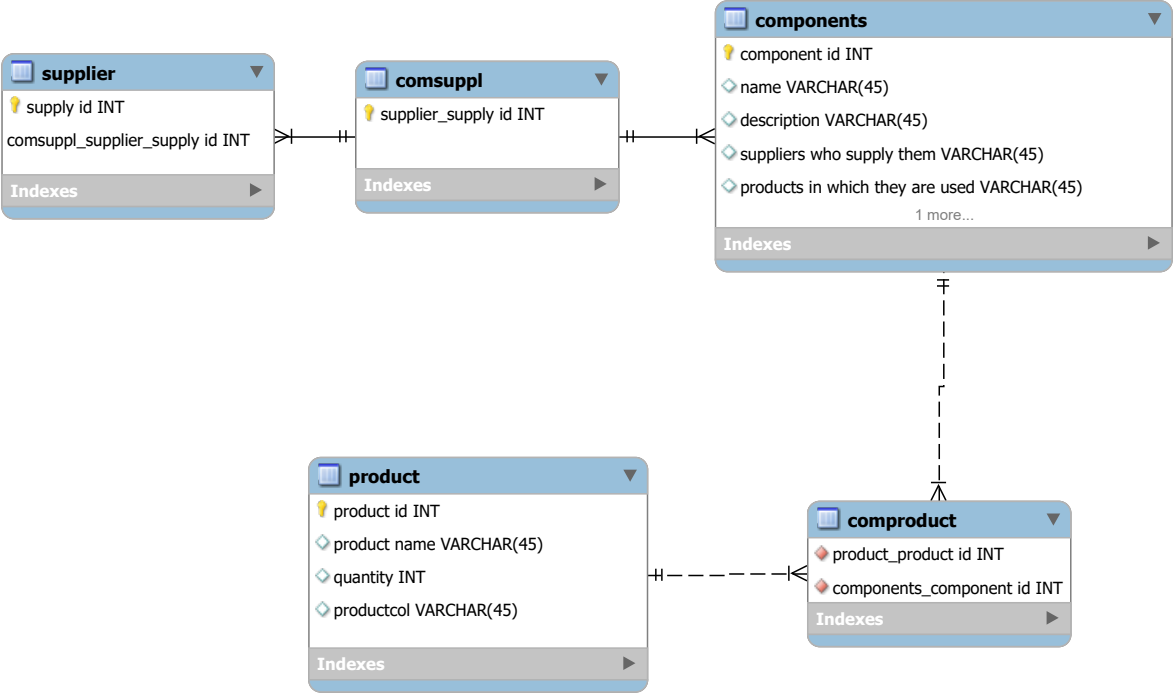 supplier
supply id INT
comsuppl_supplier_supply id INT
Indexes
comsuppl
supplier_supply id INT
Indexes
components
component id INT
name VARCHAR(45)
description VARCHAR(45)
suppliers who supply them VARCHAR(45)
products in which they are used VARCHAR(45)
1 more...
Indexes
product
product id INT
product name VARCHAR(45)
quantity INT
productcol VARCHAR(45)
Indexes
comproduct
product_product id INT
components_component id INT
Indexes